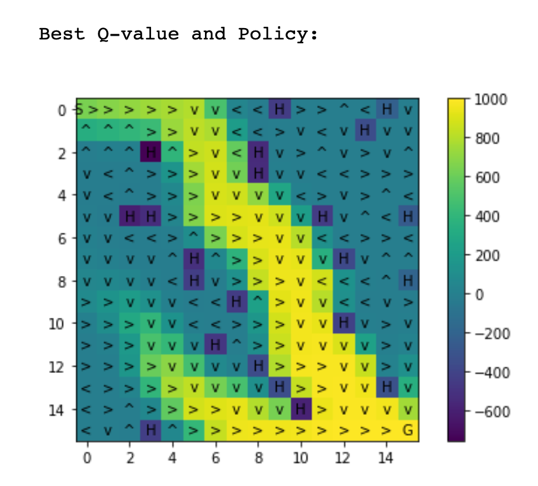 Best Q-value and Policy:
0 S > > > > > v v < < H > > ^ < H v 1000
^ ^ ^ > > v v < < > v < v H v v 800
2 ^ ^ ^ H ^ > v < H v > ^ v > v ^
v < ^ > > > v v H v v < < > > > 600
4 v < ^ > > > v v v v < > v > ^ v
v v H H > > > > v v v H v ^ < H 400
6 v v < < > ^ > > > v v < < > > < 200
v v v v ^ H ^ > > v v v H v ^ ^
8 v v v v < H v > > > v < < < ^ H 0
> > v v v < < H ^ > v v < < v >
10 > > v v v < < > > > v v H v > v −200
> > > v v v H ^ > > v v v v > v
12 > > > > v v v v H > > v v v > v −400
> > > > > v v v v H > > v v H v
14 < > ^ > > > > v v v H > v v v v −600
< v ^ H ^ > > > > > > > > > > G
0 2 4 6 8 10 12 14